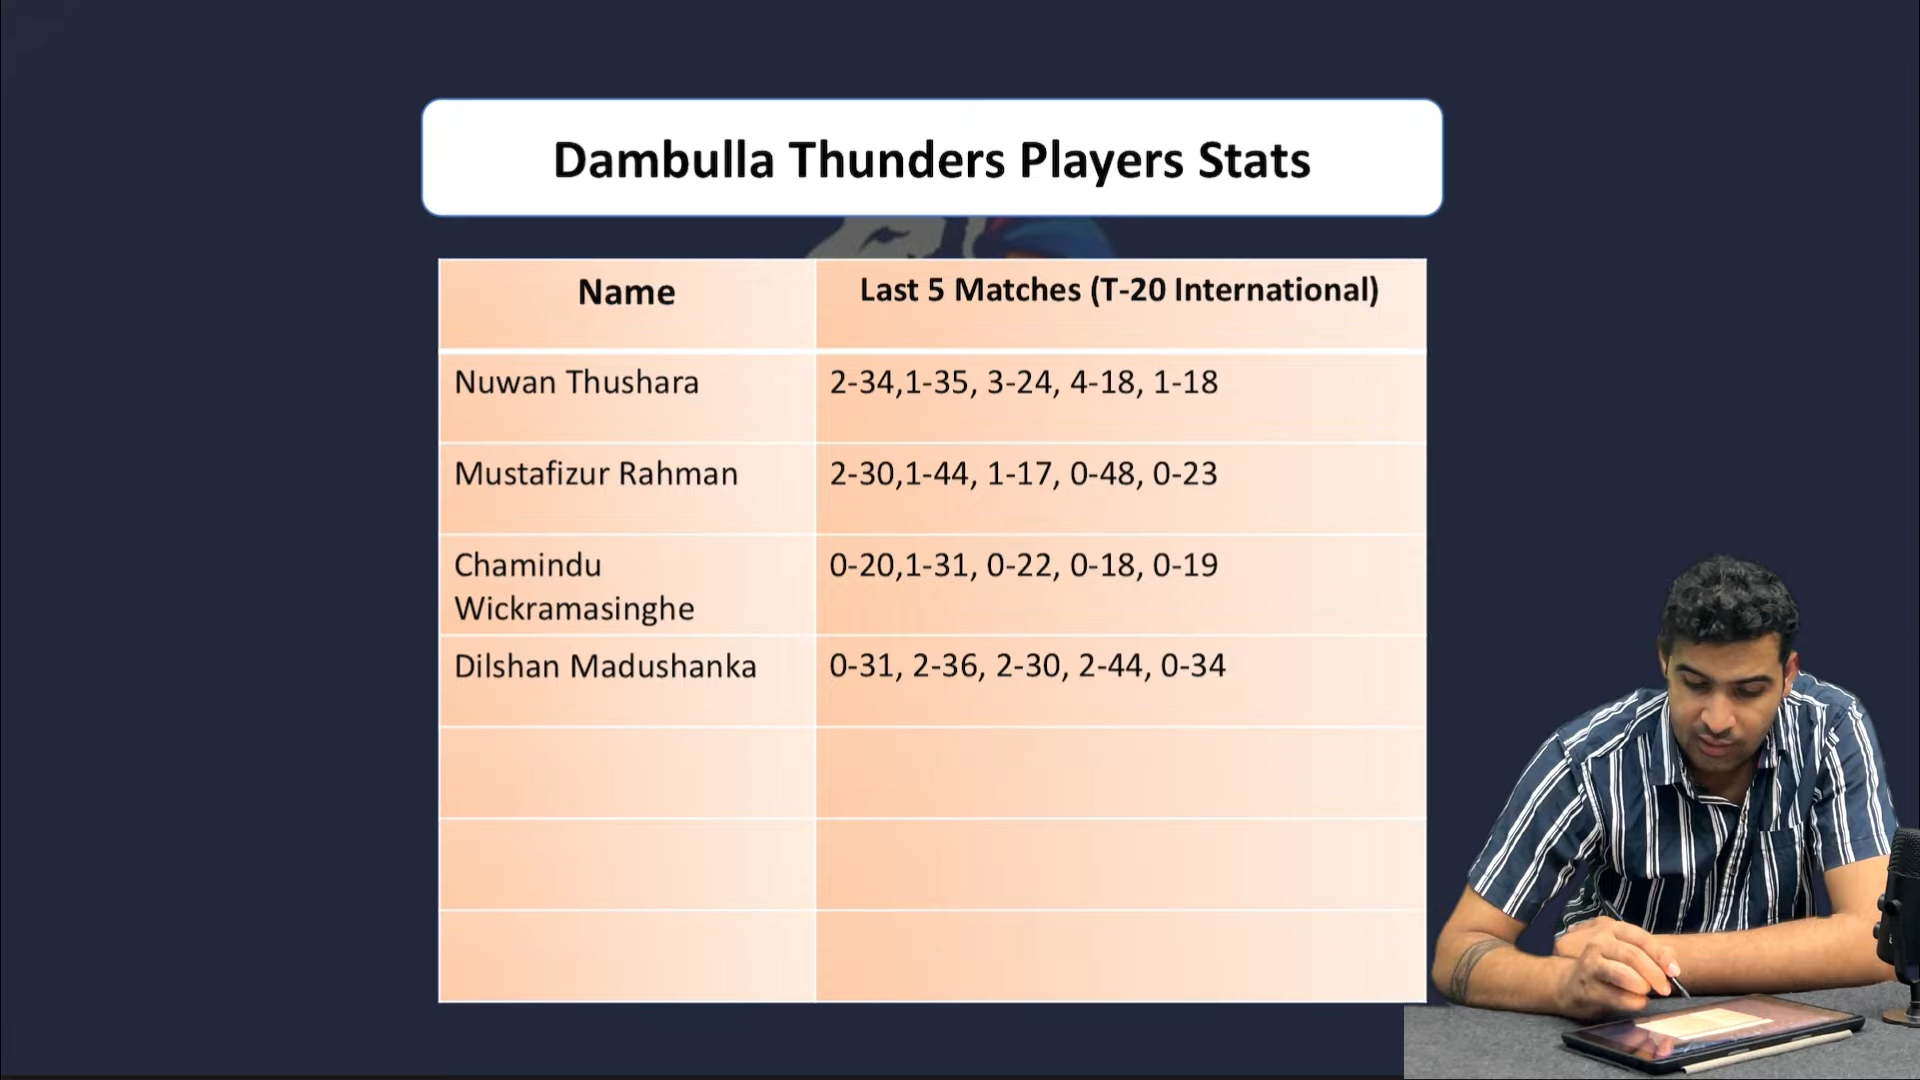 Dambulla Thunders Players Stats
Name
Last 5 Matches (T-20 International)
Nuwan Thushara
2-34,1-35, 3-24, 4-18, 1-18
Mustafizur Rahman
2-30,1-44, 1-17, 0-48, 0-23
Chamindu
Wickramasinghe
0-20,1-31, 0-22, 0-18, 0-19
Dilshan Madushanka
0-31, 2-36, 2-30, 2-44, 0-34